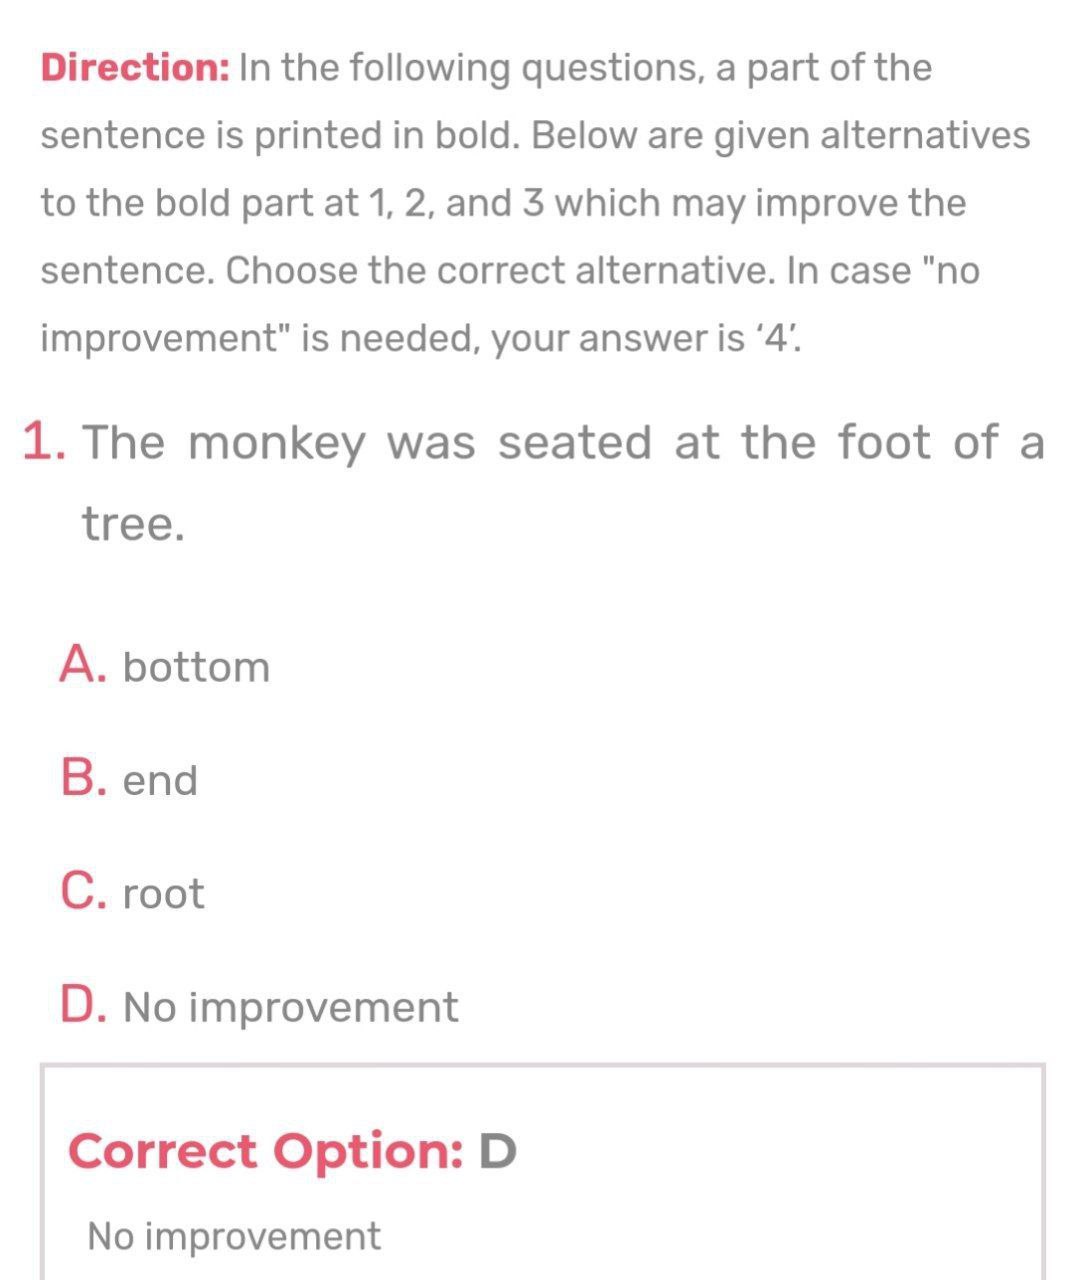 Direction: In the following questions, a part of the
sentence is printed in bold. Below are given alternatives
to the bold part at 1, 2, and 3 which may improve the
sentence. Choose the correct alternative. In case "no
improvement" is needed, your answer is ‘4’.
1. The monkey was seated at the foot of a
tree.
A. bottom
B. end
C. root
D. No improvement
Correct Option: D
No improvement